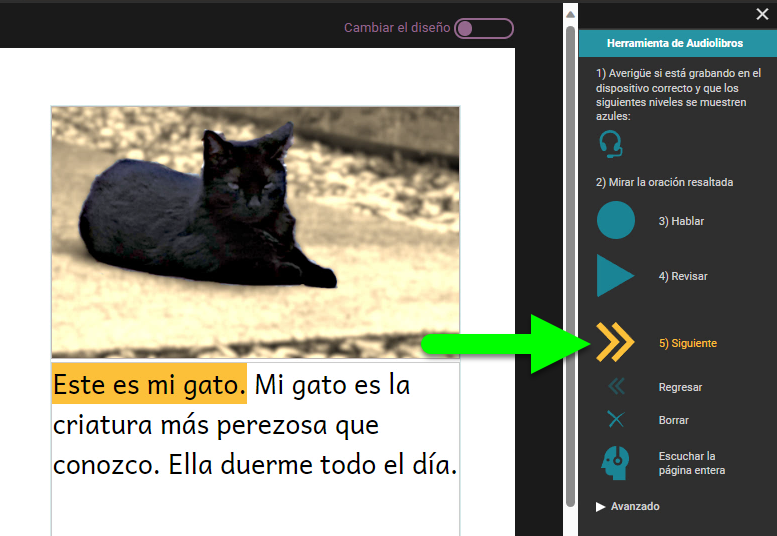 Cambiar el diseño
Este es mi gato. Mi gato es la
criatura más perezosa que
conozco. Ella duerme todo el día.
Herramienta de Audiolibros
1) Averigüe si está grabando en el
dispositivo correcto y que los
siguientes niveles se muestren
azules:
2) Mirar la oración resaltada
3) Hablar
4) Revisar
5) Siguiente
Regresar
Borrar
Escuchar la
página entera
Avanzado